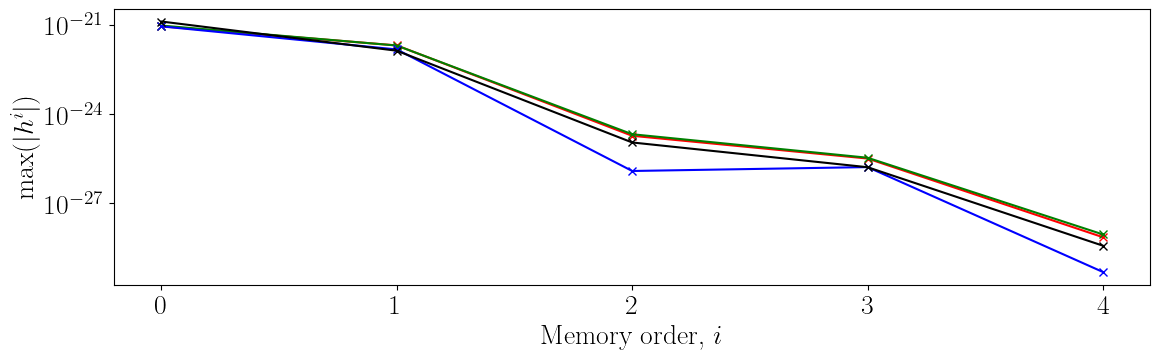 10^{-21}
10^{-24}
10^{-27}
max(|h^i|)
0 1 2 3 4
Memory order, i